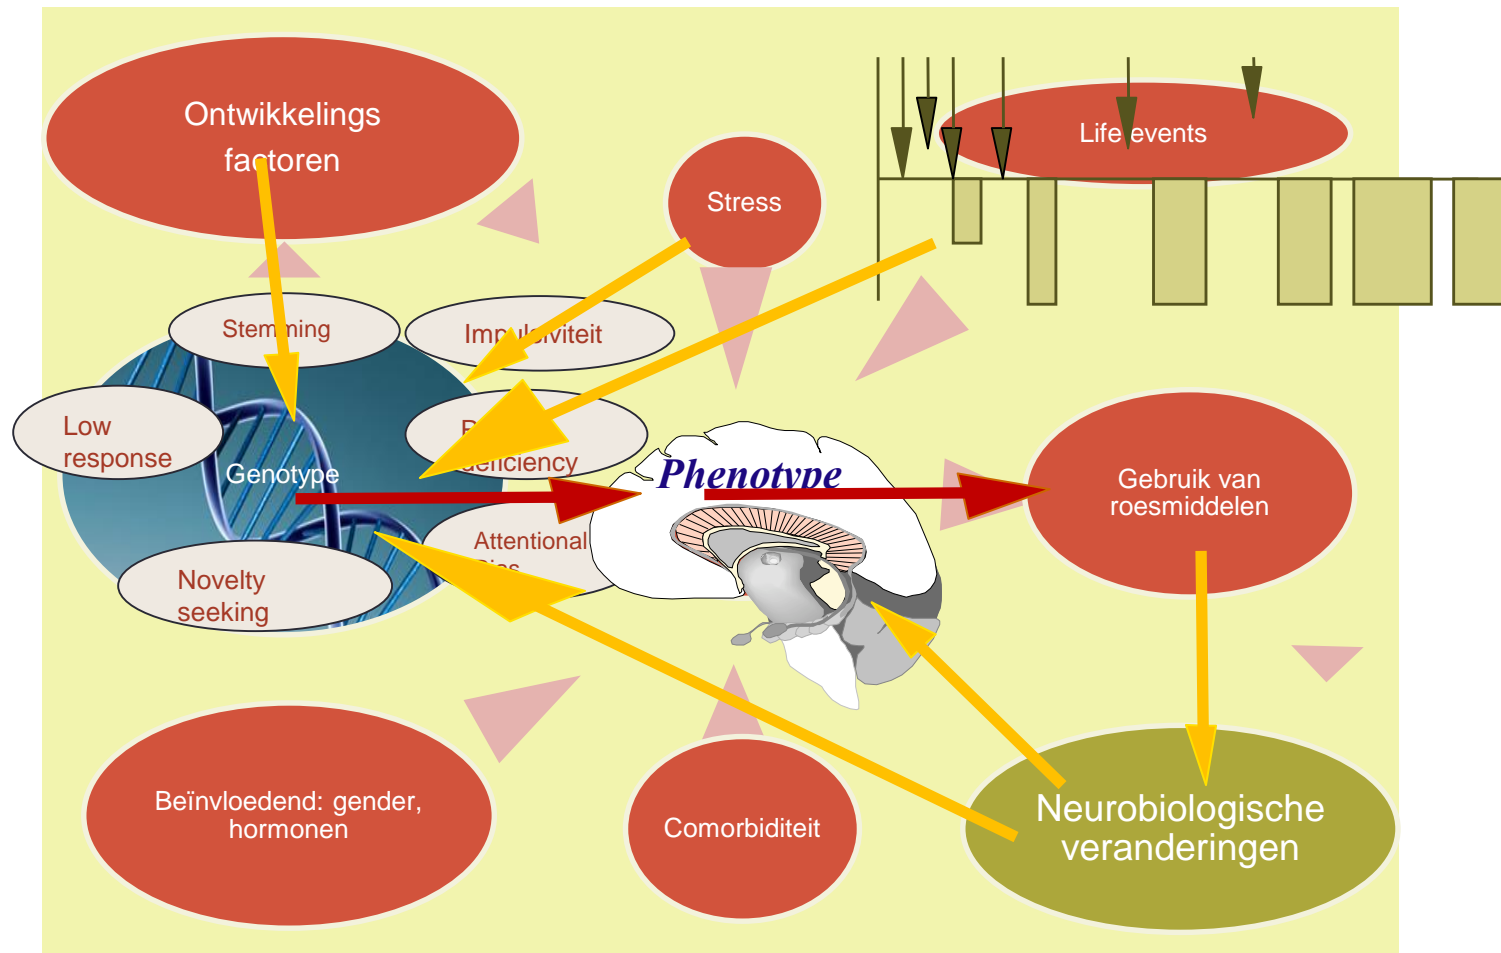 Ontwikkelings
factoren
Life events
Stress
Stemming
Impulsiviteit
Low
response
deficiency
Genotype
Phenotype
Gebruik van
roesmiddelen
Attentional
Novelty
seeking
Beïnvloedend: gender,
hormonen
Comorbiditeit
Neurobiologische
veranderingen